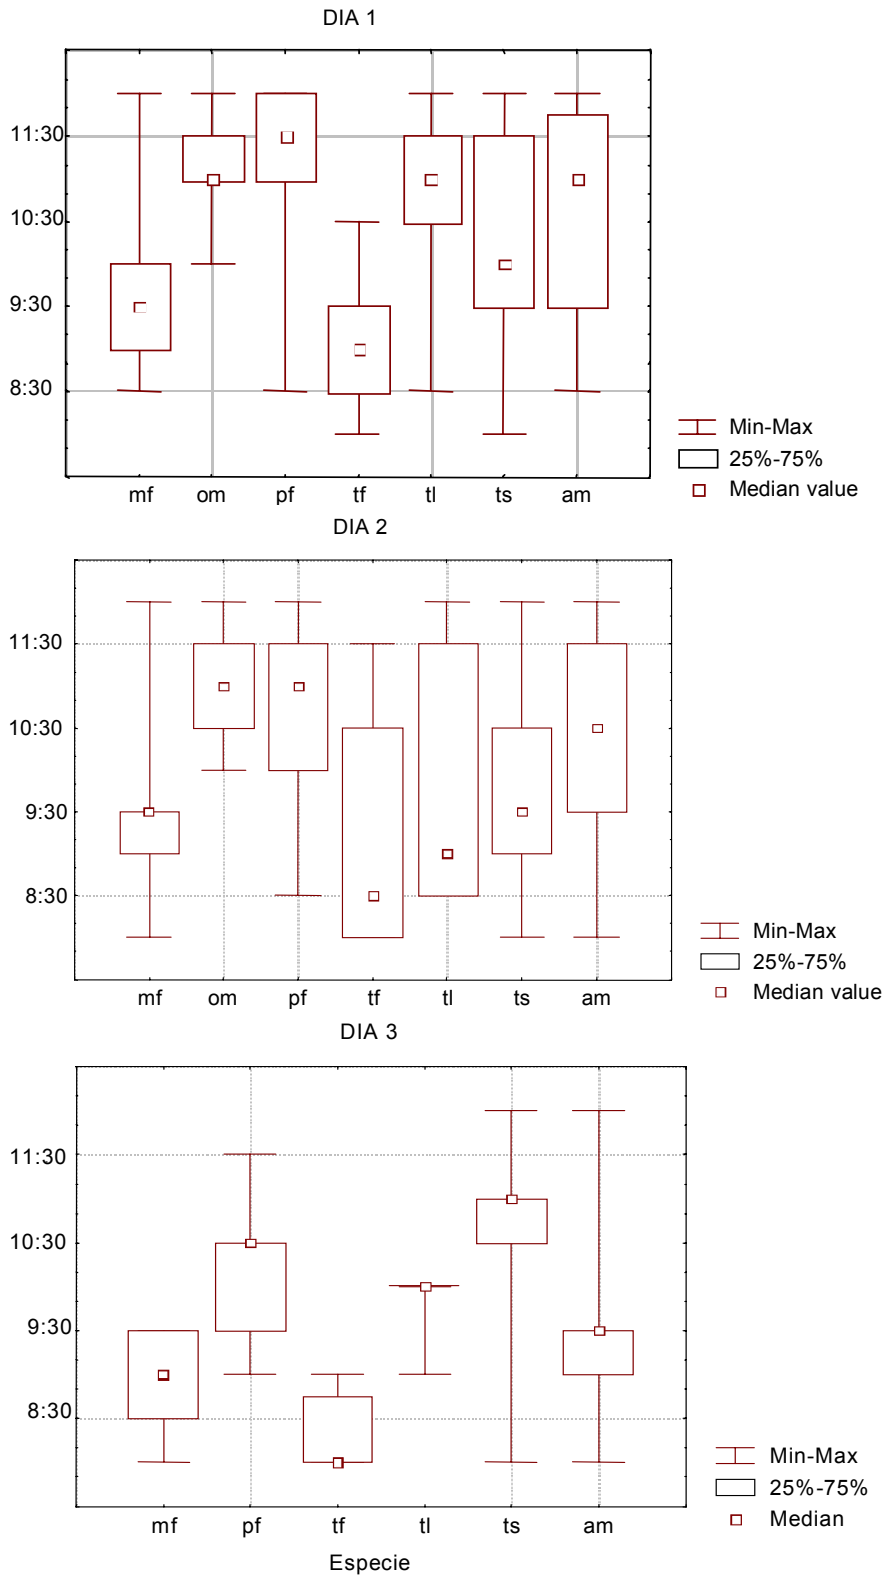 DIA 1
11:30
10:30
9:30
8:30
mf om pf tf tl ts am
Min-Max
25%-75%
Median value
DIA 2
11:30
10:30
9:30
8:30
mf om pf tf tl ts am
Min-Max
25%-75%
Median value
DIA 3
11:30
10:30
9:30
8:30
mf pf tf tl ts am
Min-Max
25%-75%
Median
Especie